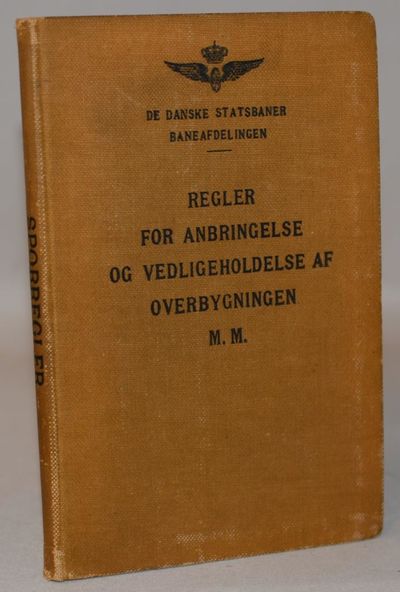 DE DANSKE STATSBANER
BANEAFDELINGEN
REGLER
FOR ANBRINGELSE
OG VEDLIGEHOLDELSE AF
OVERBYGNINGEN
M. M.
SPORREGLER